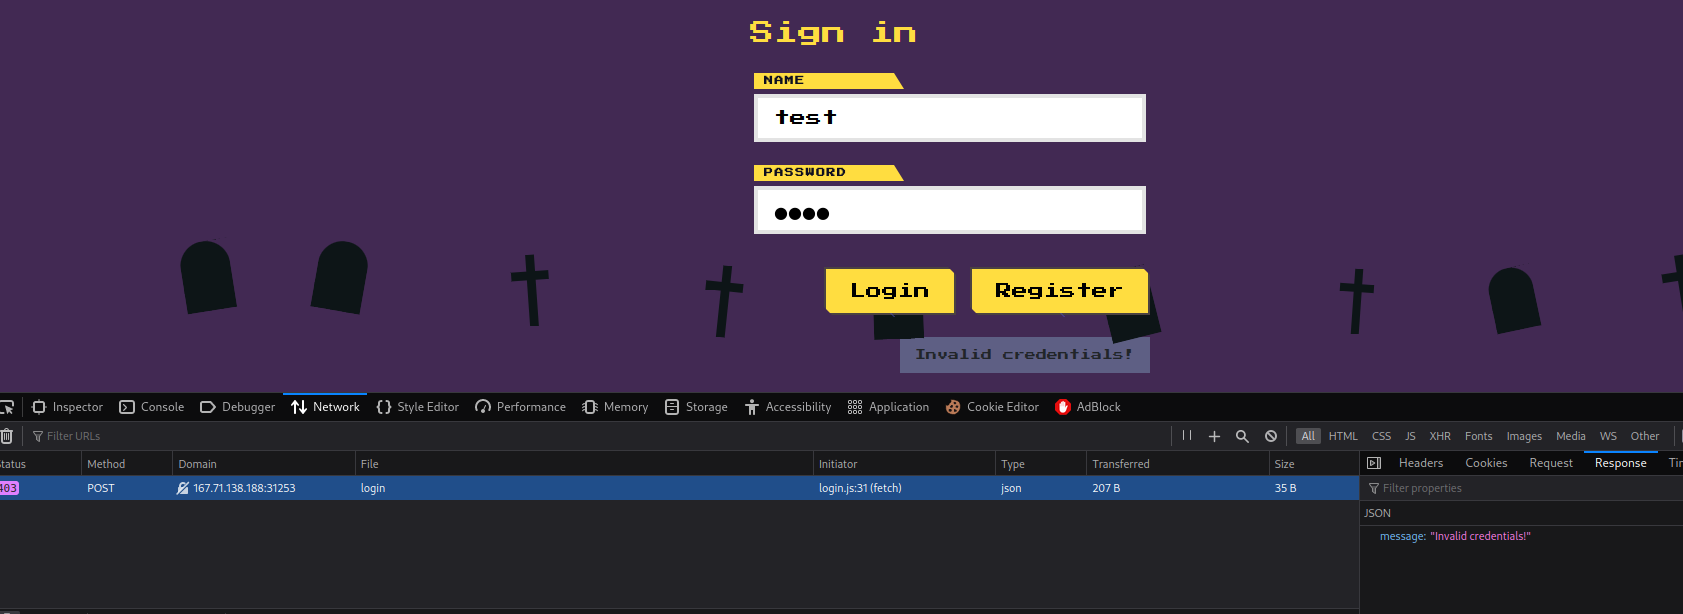 Sign in
NAME
test
PASSWORD
Login Register
Invalid credentials!
Inspector Console Debugger Network Style Editor Performance Memory Storage Accessibility Application Cookie Editor AdBlock
Filter URLs All HTML CSS JS XHR Fonts Images Media WS Other
tatus Method Domain File Initiator Type Transferred Size Headers Cookies Request Response Tir
403 POST 167.71.138.188:31253 login login.js:31 (fetch) json 207 B 35 B Filter properties
JSON
message: "Invalid credentials!"